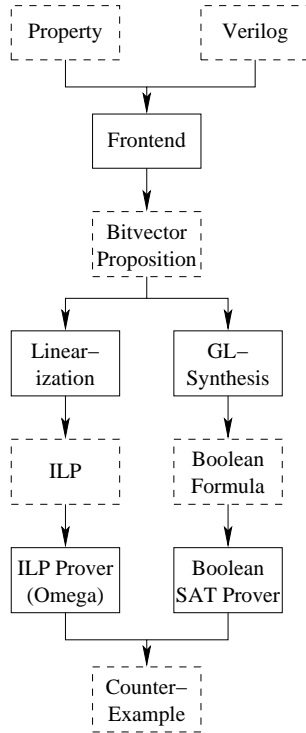 Property
Verilog
Frontend
Bitvector
Proposition
Linear–
ization
GL–
Synthesis
ILP
Boolean
Formula
ILP Prover
(Omega)
Boolean
SAT Prover
Counter–
Example